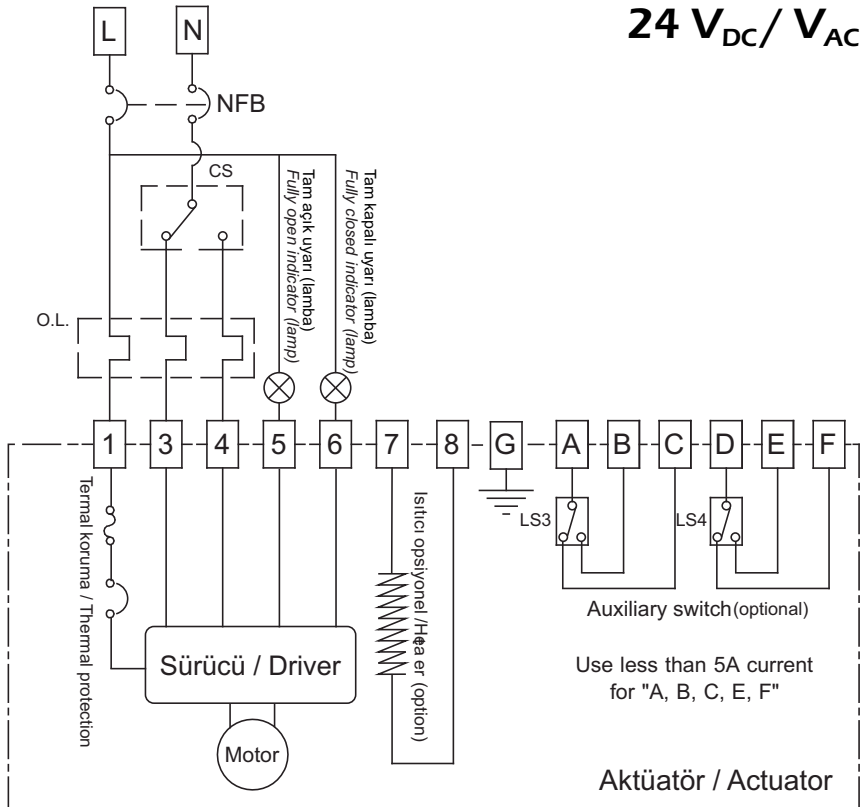 24 VDC / VAC
L
N
NFB
CS
Tam açık uyarı (lamba)
Fully open indicator (lamp)
Tam kapalı uyarı (lamba)
Fully closed indicator (lamp)
O.L.
1
3
4
5
6
7
8
G
A
B
C
D
E
F
Termal koruma / Thermal protection
Isıtıcı opsiyonel /Hea er (option)
LS3
LS4
Auxiliary switch(optional)
Sürücü / Driver
Use less than 5A current
for "A, B, C, E, F"
Motor
Aktüatör / Actuator